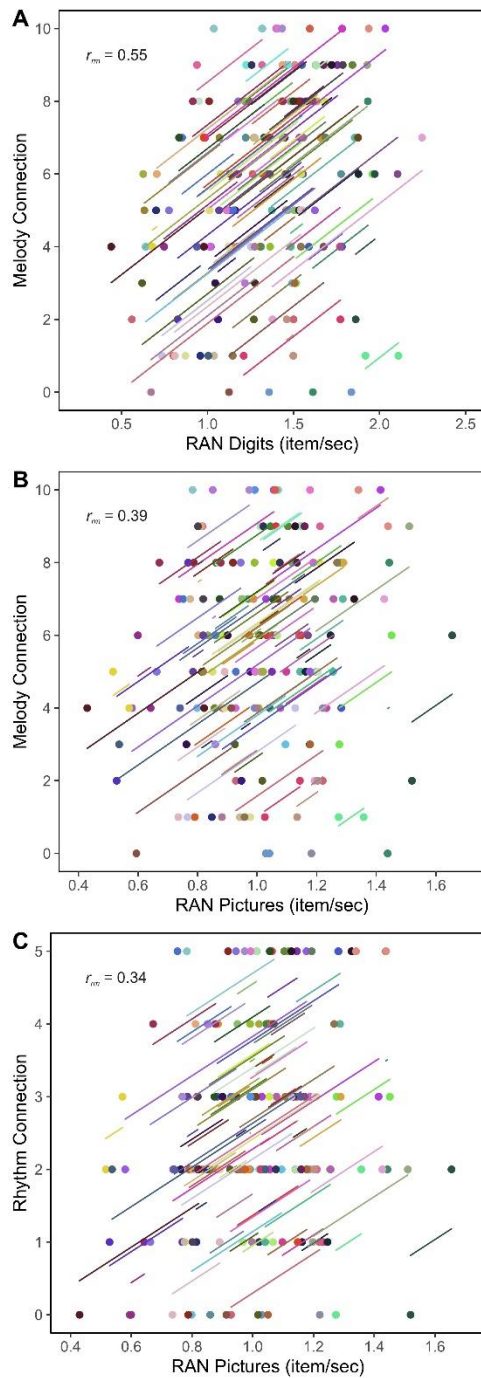 A
10
r_rm = 0.55
8
6
4
2
0
Melody Connection
0.5 1.0 1.5 2.0 2.5
RAN Digits (item/sec)
B
10
r_rm = 0.39
8
6
4
2
0
Melody Connection
0.4 0.6 0.8 1.0 1.2 1.4 1.6
RAN Pictures (item/sec)
C
5
r_rm = 0.34
4
3
2
1
0
Rhythm Connection
0.4 0.6 0.8 1.0 1.2 1.4 1.6
RAN Pictures (item/sec)